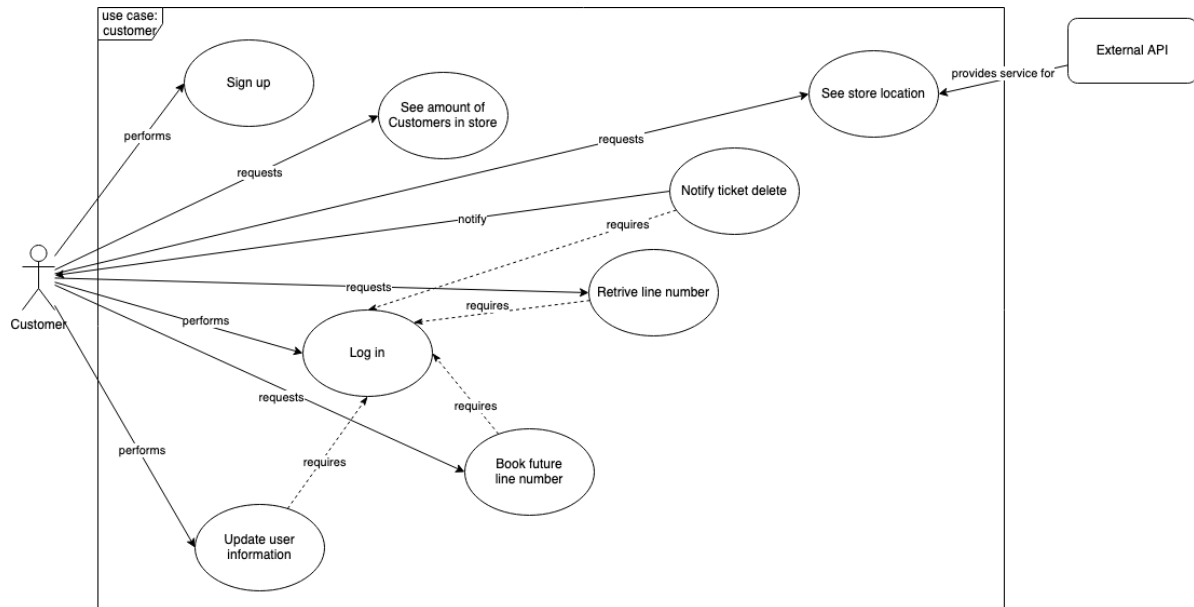 use case:
customer
External API
Sign up
See store location
provides service for
See amount of
Customers in store
performs
requests
requests
Notify ticket delete
notify
requires
Customer
requests
Retrive line number
requires
performs
Log in
requests
requires
performs
requires
Book future
line number
Update user
information